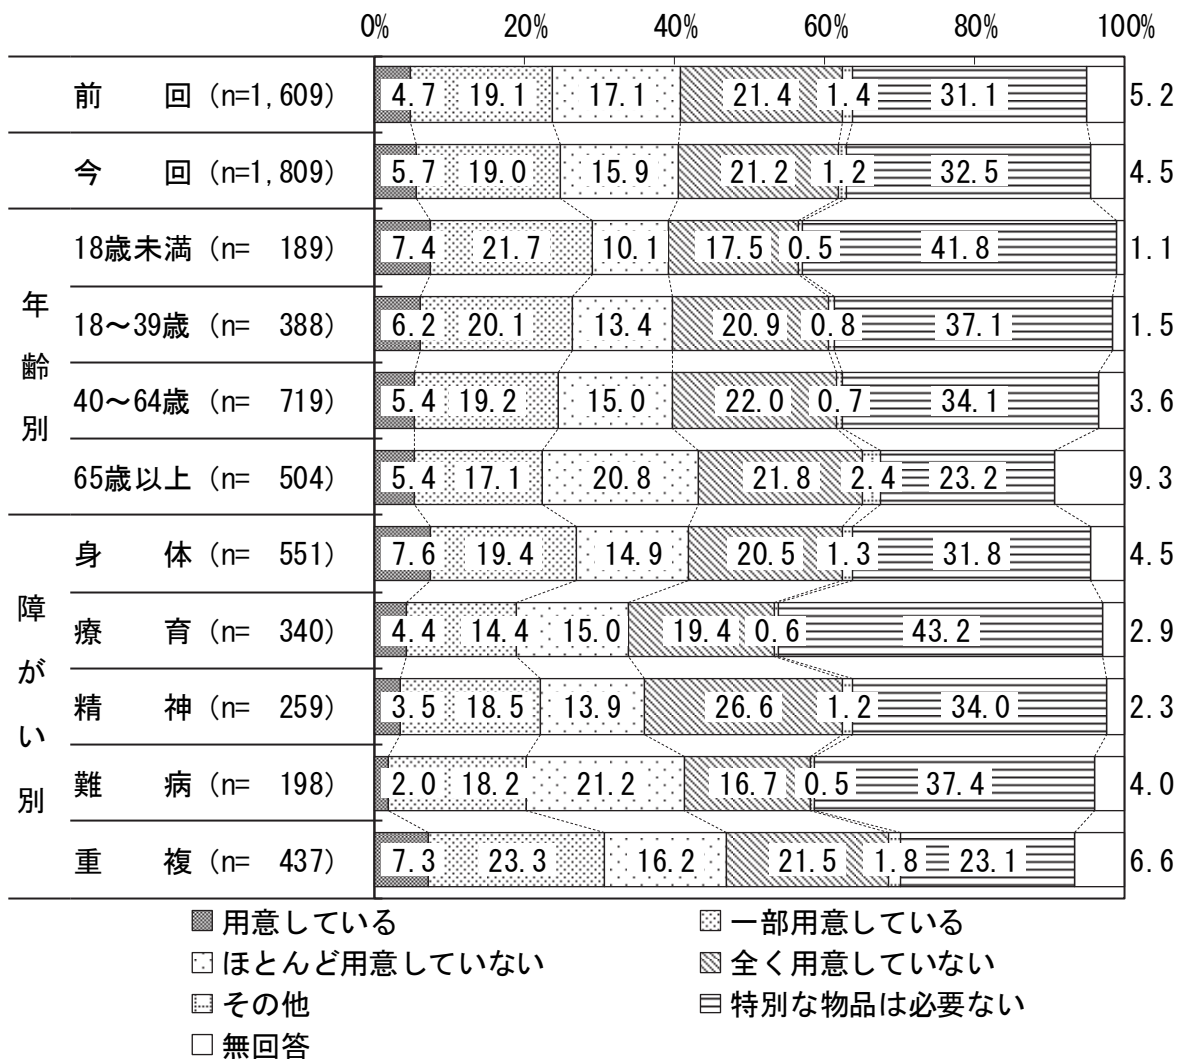 0% 20% 40% 60% 80% 100%
前　回 (n=1,609) 4.7 19.1 17.1 21.4 1.4 31.1 5.2
今　回 (n=1,809) 5.7 19.0 15.9 21.2 1.2 32.5 4.5
年齢別
18歳未満 (n= 189) 7.4 21.7 10.1 17.5 0.5 41.8 1.1
18～39歳 (n= 388) 6.2 20.1 13.4 20.9 0.8 37.1 1.5
40～64歳 (n= 719) 5.4 19.2 15.0 22.0 0.7 34.1 3.6
65歳以上 (n= 504) 5.4 17.1 20.8 21.8 2.4 23.2 9.3
障がい別
身　体 (n= 551) 7.6 19.4 14.9 20.5 1.3 31.8 4.5
療　育 (n= 340) 4.4 14.4 15.0 19.4 0.6 43.2 2.9
精　神 (n= 259) 3.5 18.5 13.9 26.6 1.2 34.0 2.3
難　病 (n= 198) 2.0 18.2 21.2 16.7 0.5 37.4 4.0
重　複 (n= 437) 7.3 23.3 16.2 21.5 1.8 23.1 6.6
用意している 一部用意している
ほとんど用意していない 全く用意していない
その他 特別な物品は必要ない
無回答